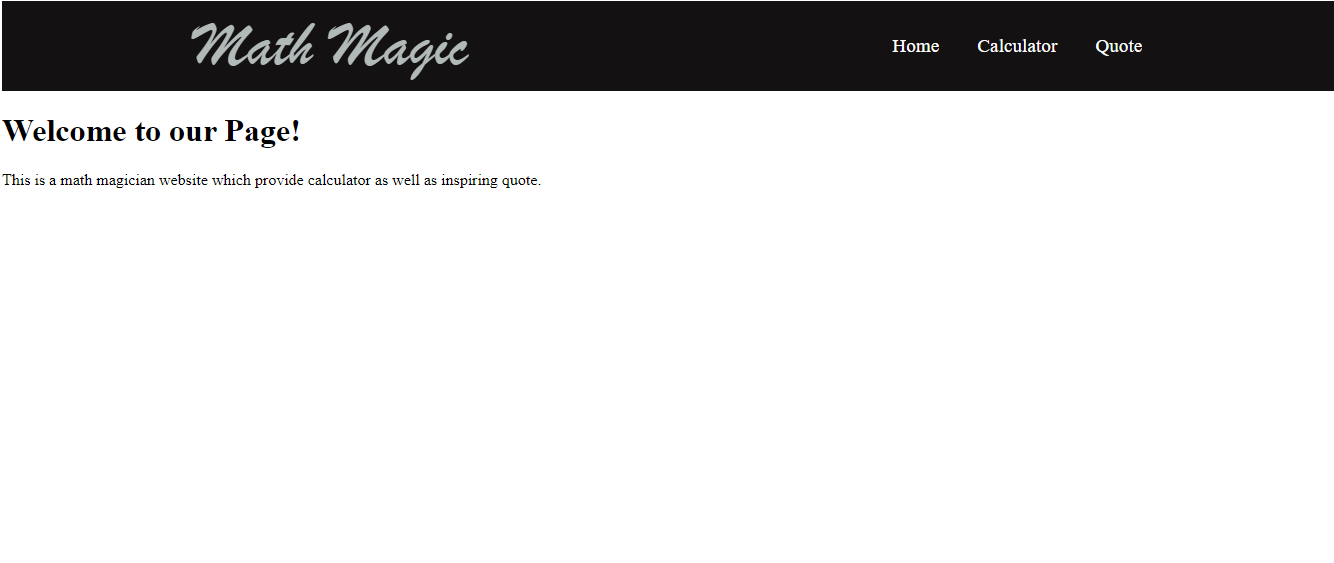 Math Magic
Home Calculator Quote
Welcome to our Page!
This is a math magician website which provide calculator as well as inspiring quote.